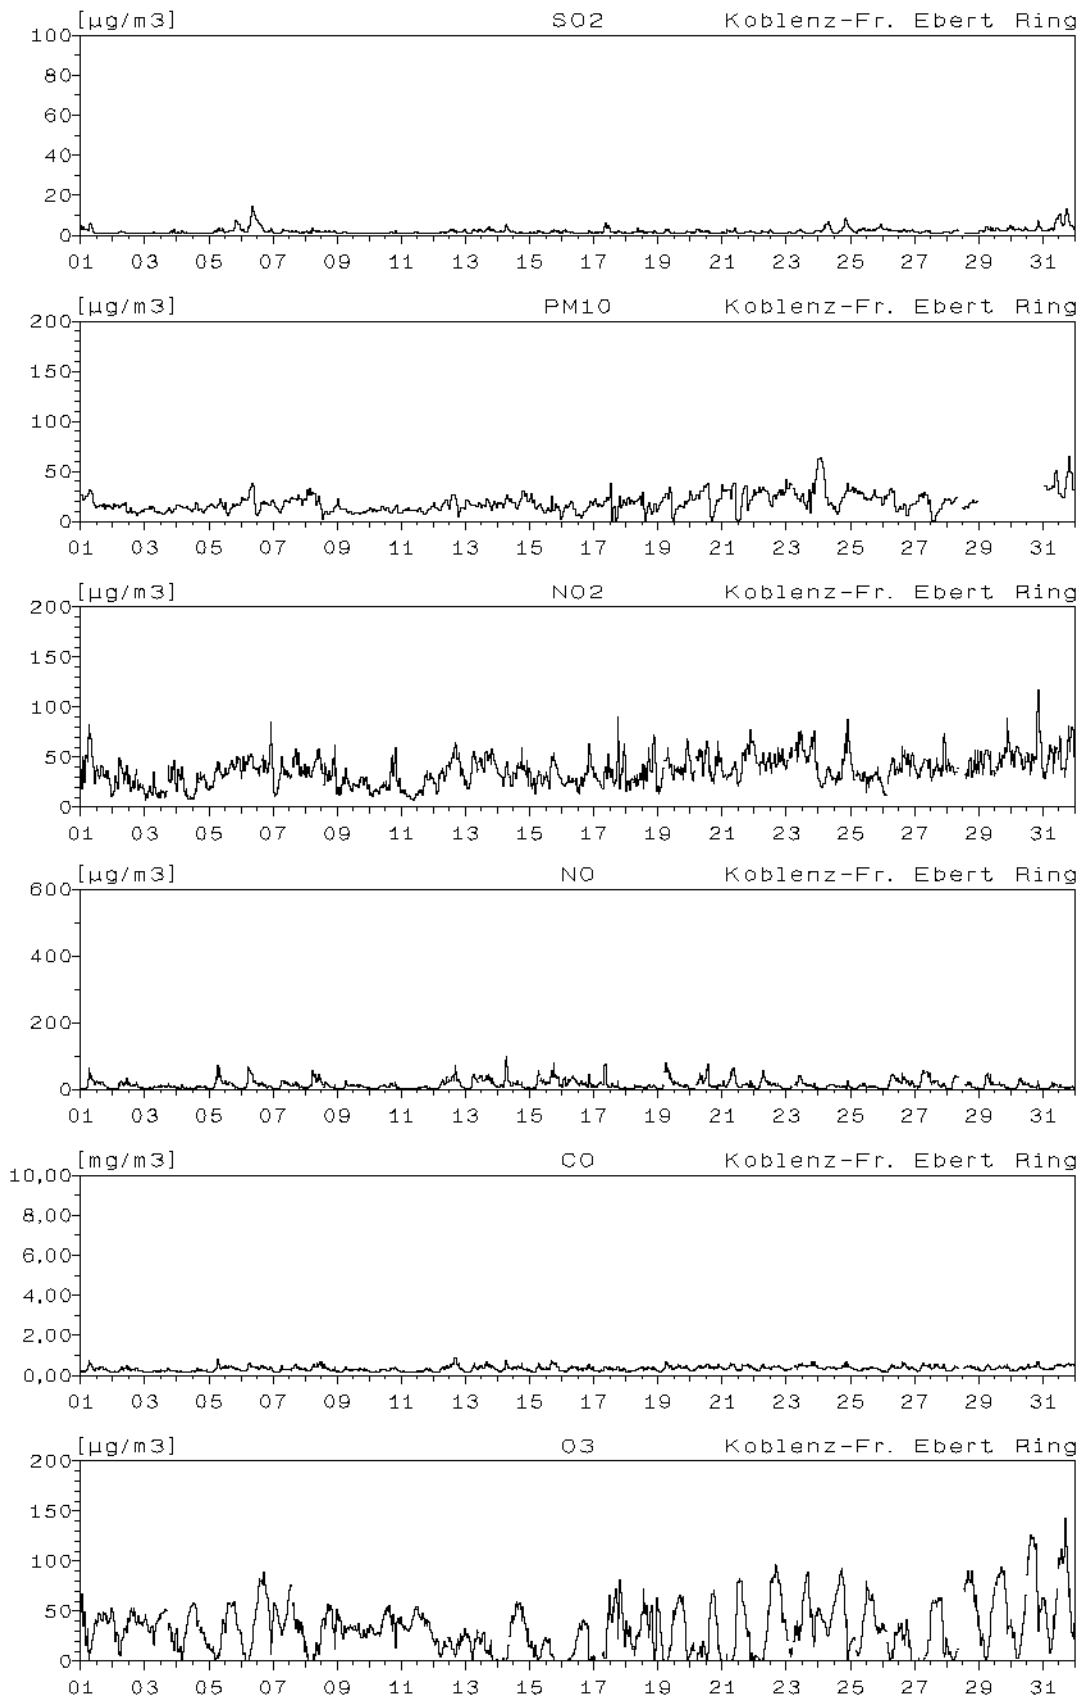 [µg/m3] SO2 Koblenz-Fr. Ebert Ring
100
80
60
40
20
0
01 03 05 07 09 11 13 15 17 19 21 23 25 27 29 31
[µg/m3] PM10 Koblenz-Fr. Ebert Ring
200
150
100
50
0
01 03 05 07 09 11 13 15 17 19 21 23 25 27 29 31
[µg/m3] NO2 Koblenz-Fr. Ebert Ring
200
150
100
50
0
01 03 05 07 09 11 13 15 17 19 21 23 25 27 29 31
[µg/m3] NO Koblenz-Fr. Ebert Ring
600
400
200
0
01 03 05 07 09 11 13 15 17 19 21 23 25 27 29 31
[mg/m3] CO Koblenz-Fr. Ebert Ring
10,00
8,00
6,00
4,00
2,00
0,00
01 03 05 07 09 11 13 15 17 19 21 23 25 27 29 31
[µg/m3] O3 Koblenz-Fr. Ebert Ring
200
150
100
50
0
01 03 05 07 09 11 13 15 17 19 21 23 25 27 29 31